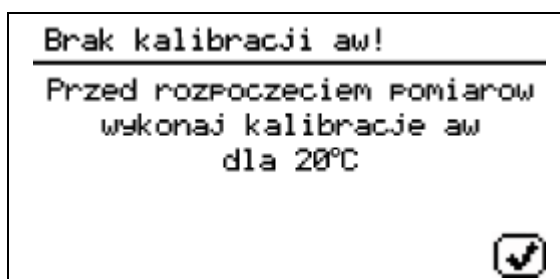 Brak kalibracji aw!
Przed rozpoczeciem pomiarow
wykonaj kalibracje aw
dla 20°C